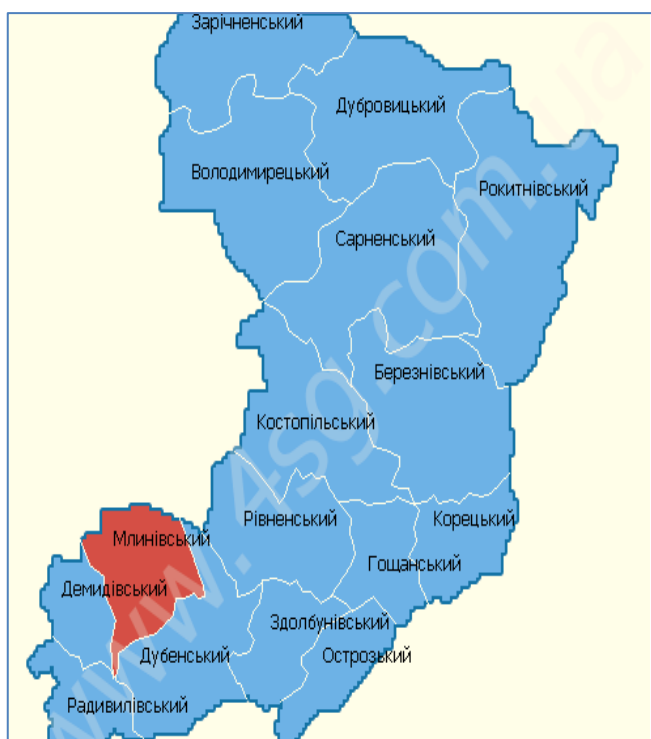 Зарічненський
Дубровицький
Володимирецький
Рокитнівський
Сарненський
Березнівський
Костопільський
Рівненський
Корецький
Млинівський
Гощанський
Демидівський
Здолбунівський
Дубенський
Острозький
Радивилівський
www.4sg.com.ua